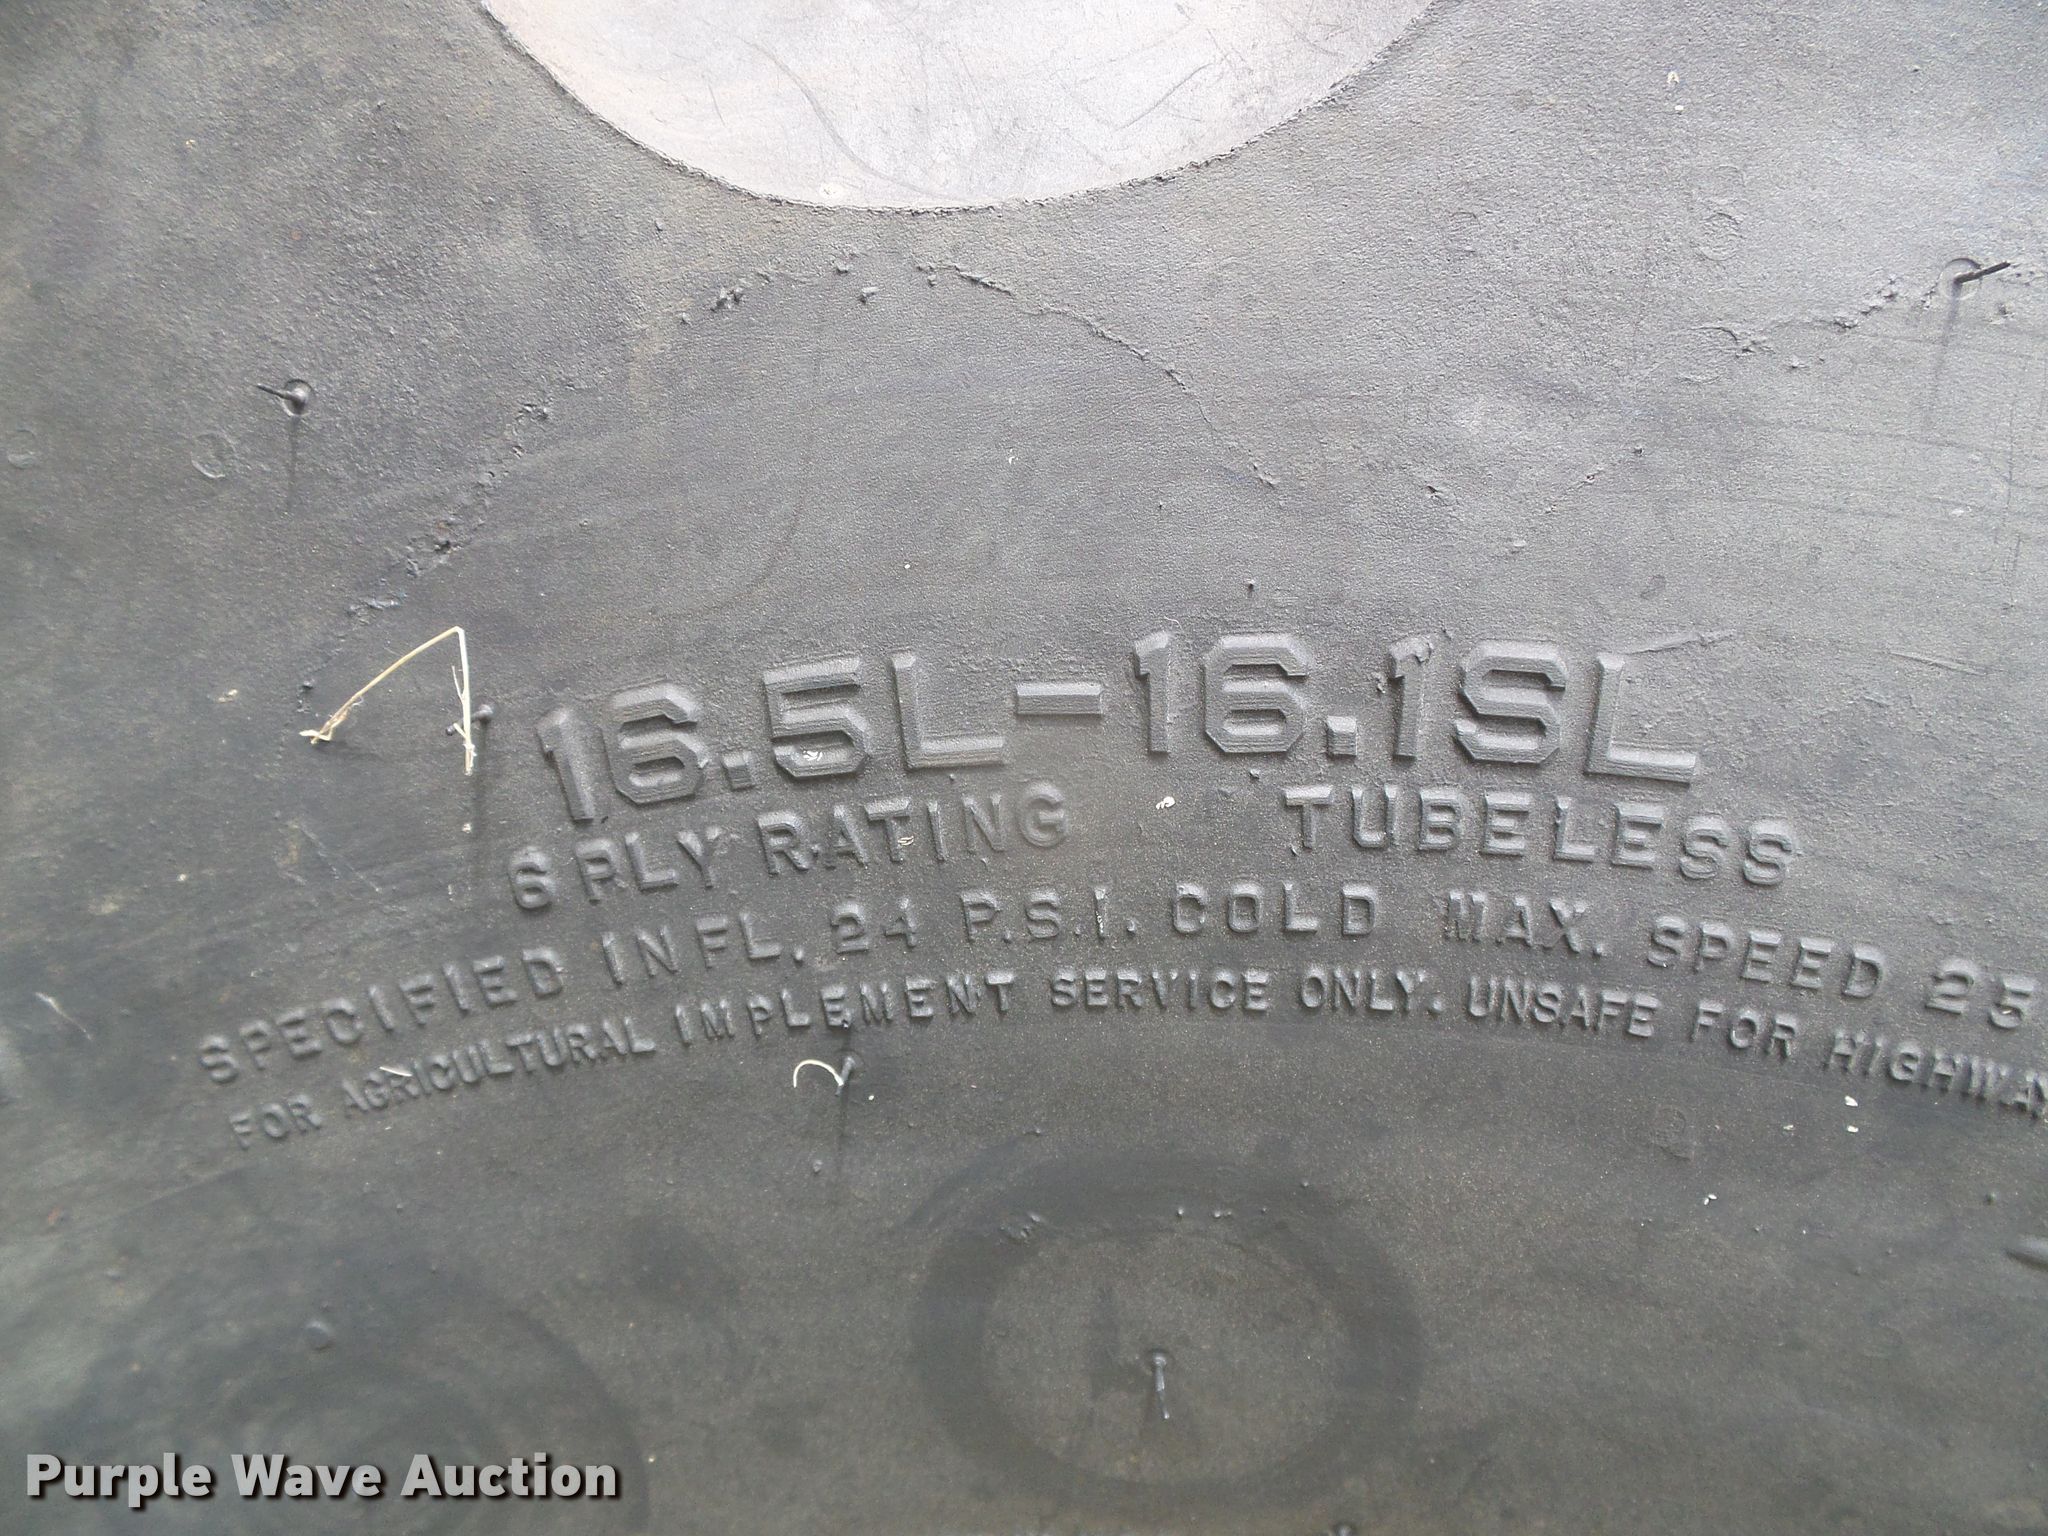 16.5L-16.1SL
6 PLY RATING TUBELESS
SPECIFIED INFL. 24 P.S.I. COLD MAX. SPEED 25
FOR AGRICULTURAL IMPLEMENT SERVICE ONLY. UNSAFE FOR HIGHWAY
Purple Wave Auction